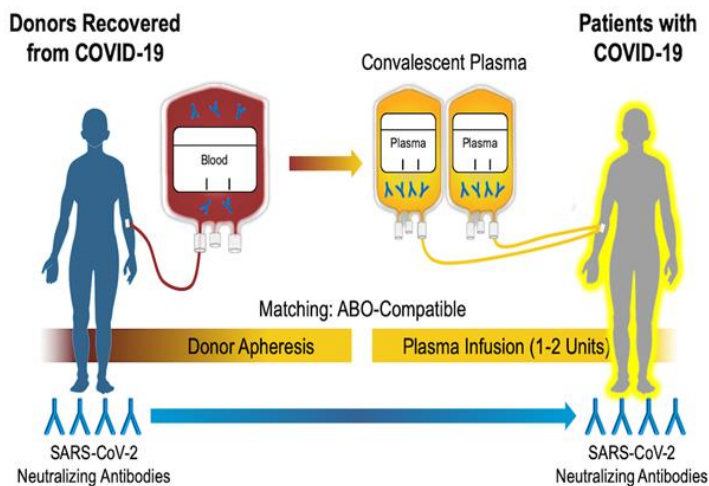 Donors Recovered
from COVID-19
Patients with
COVID-19
Convalescent Plasma
Blood
Plasma
Plasma
Matching: ABO-Compatible
Donor Apheresis
Plasma Infusion (1-2 Units)
SARS-CoV-2
Neutralizing Antibodies
SARS-CoV-2
Neutralizing Antibodies